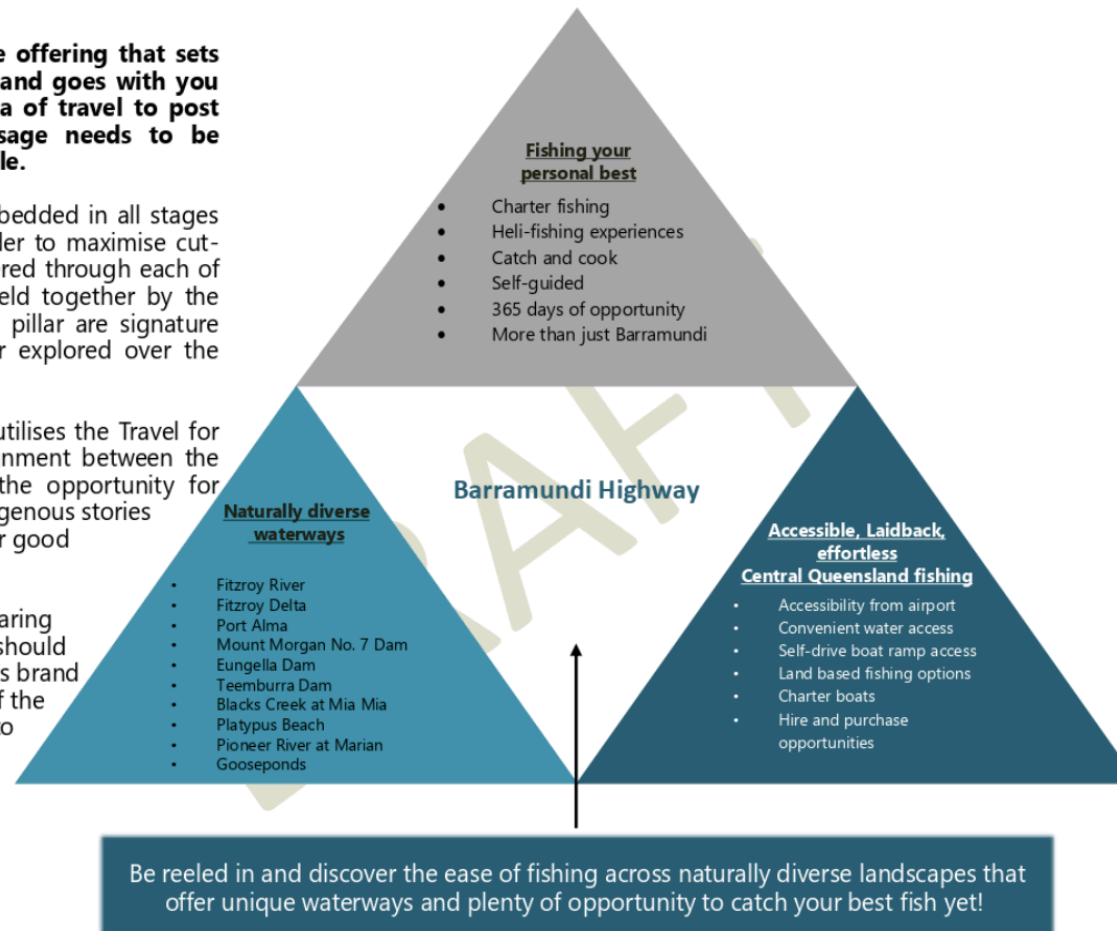 e offering that sets
and goes with you
a of travel to post
sage needs to be
le.
bedded in all stages
ler to maximise cut-
ered through each of
eld together by the
pillar are signature
r explored over the
utilises the Travel for
nment between the
the opportunity for
genous stories
r good
aring
should
s brand
f the
to
Fishing your
personal best
• Charter fishing
• Heli-fishing experiences
• Catch and cook
• Self-guided
• 365 days of opportunity
• More than just Barramundi
Barramundi Highway
Naturally diverse
waterways
• Fitzroy River
• Fitzroy Delta
• Port Alma
• Mount Morgan No. 7 Dam
• Eungella Dam
• Teemburra Dam
• Blacks Creek at Mia Mia
• Platypus Beach
• Pioneer River at Marian
• Gooseponds
Accessible, Laidback,
effortless
Central Queensland fishing
• Accessibility from airport
• Convenient water access
• Self-drive boat ramp access
• Land based fishing options
• Charter boats
• Hire and purchase
opportunities
Be reeled in and discover the ease of fishing across naturally diverse landscapes that
offer unique waterways and plenty of opportunity to catch your best fish yet!
DRAFT